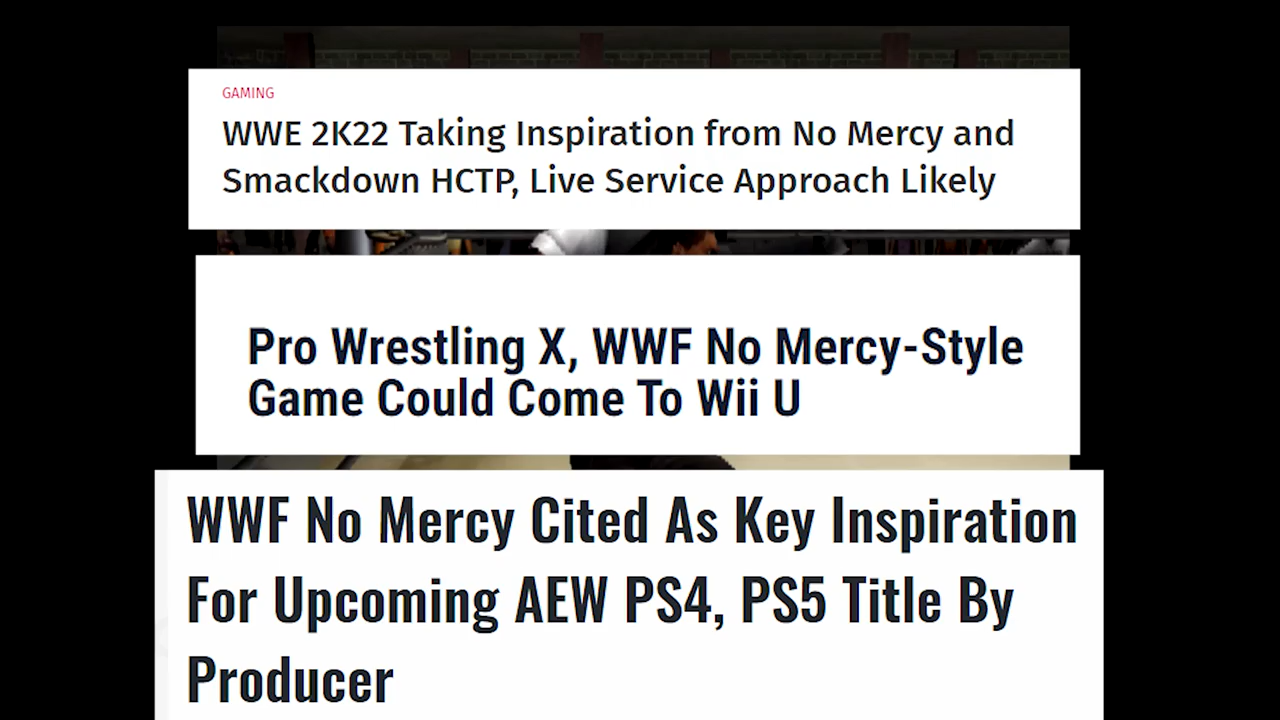 GAMING
WWE 2K22 Taking Inspiration from No Mercy and
Smackdown HCTP, Live Service Approach Likely
Pro Wrestling X, WWF No Mercy-Style
Game Could Come To Wii U
WWF No Mercy Cited As Key Inspiration
For Upcoming AEW PS4, PS5 Title By
Producer